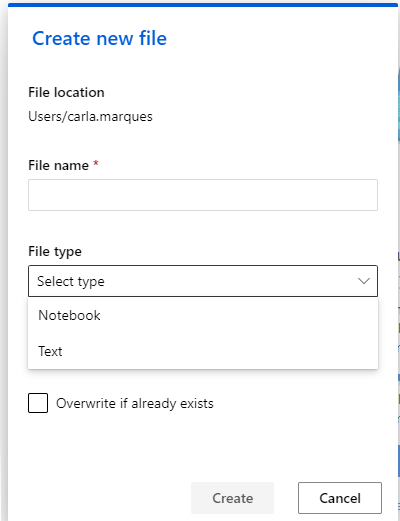 Create new file
File location
Users/carla.marques
File name *
File type
Select type
Notebook
Text
Overwrite if already exists
Create
Cancel